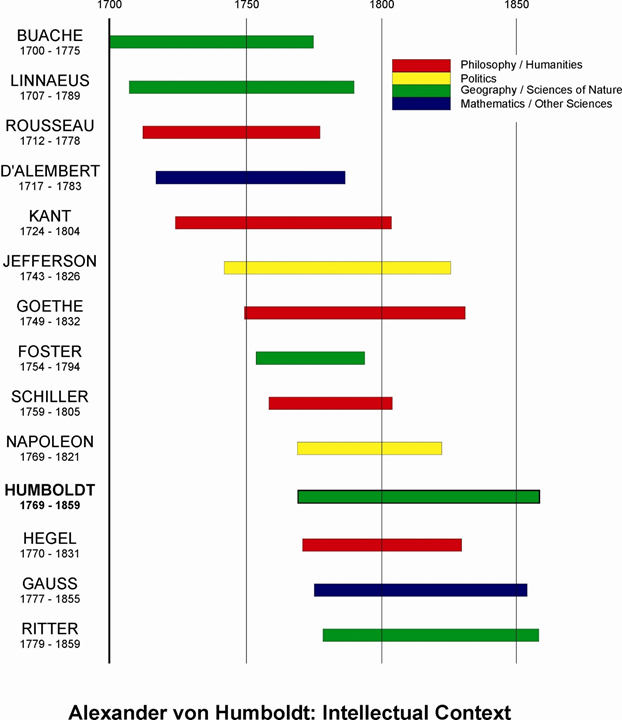 1700 1750 1800 1850
BUACHE
1700 - 1775
LINNAEUS
1707 - 1789
ROUSSEAU
1712 - 1778
D'ALEMBERT
1717 - 1783
KANT
1724 - 1804
JEFFERSON
1743 - 1826
GOETHE
1749 - 1832
FOSTER
1754 - 1794
SCHILLER
1759 - 1805
NAPOLEON
1769 - 1821
HUMBOLDT
1769 - 1859
HEGEL
1770 - 1831
GAUSS
1777 - 1855
RITTER
1779 - 1859
Philosophy / Humanities
Politics
Geography / Sciences of Nature
Mathematics / Other Sciences
Alexander von Humboldt: Intellectual Context